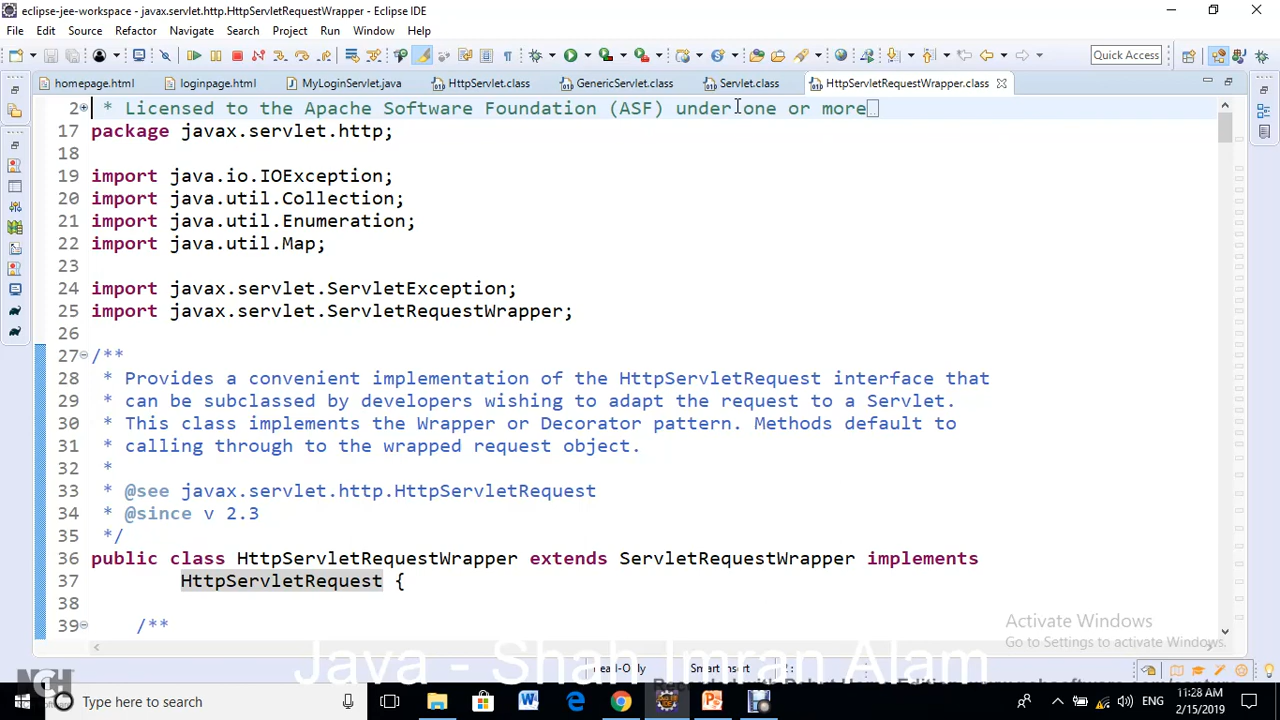 eclipse-jee-workspace - javax.servlet.http.HttpServletRequestWrapper - Eclipse IDE
File Edit Source Refactor Navigate Search Project Run Window Help
Quick Access
homepage.html loginpage.html MyLoginServlet.java HttpServlet.class GenericServlet.class Servlet.class HttpServletRequestWrapper.class
2 * Licensed to the Apache Software Foundation (ASF) under one or more
17 package javax.servlet.http;
18
19 import java.io.IOException;
20 import java.util.Collection;
21 import java.util.Enumeration;
22 import java.util.Map;
23
24 import javax.servlet.ServletException;
25 import javax.servlet.ServletRequestWrapper;
26
27 /**
28 * Provides a convenient implementation of the HttpServletRequest interface that
29 * can be subclassed by developers wishing to adapt the request to a Servlet.
30 * This class implements the Wrapper or Decorator pattern. Methods default to
31 * calling through to the wrapped request object.
32 *
33 * @see javax.servlet.http.HttpServletRequest
34 * @since v 2.3
35 */
36 public class HttpServletRequestWrapper extends ServletRequestWrapper implements
37 HttpServletRequest {
38
39 /**
Activate Windows
Go to Settings to activate Windows.
Java - Shah Imran Alam
Smart Insert
NCH
Type here to search
ENG
2/15/2019